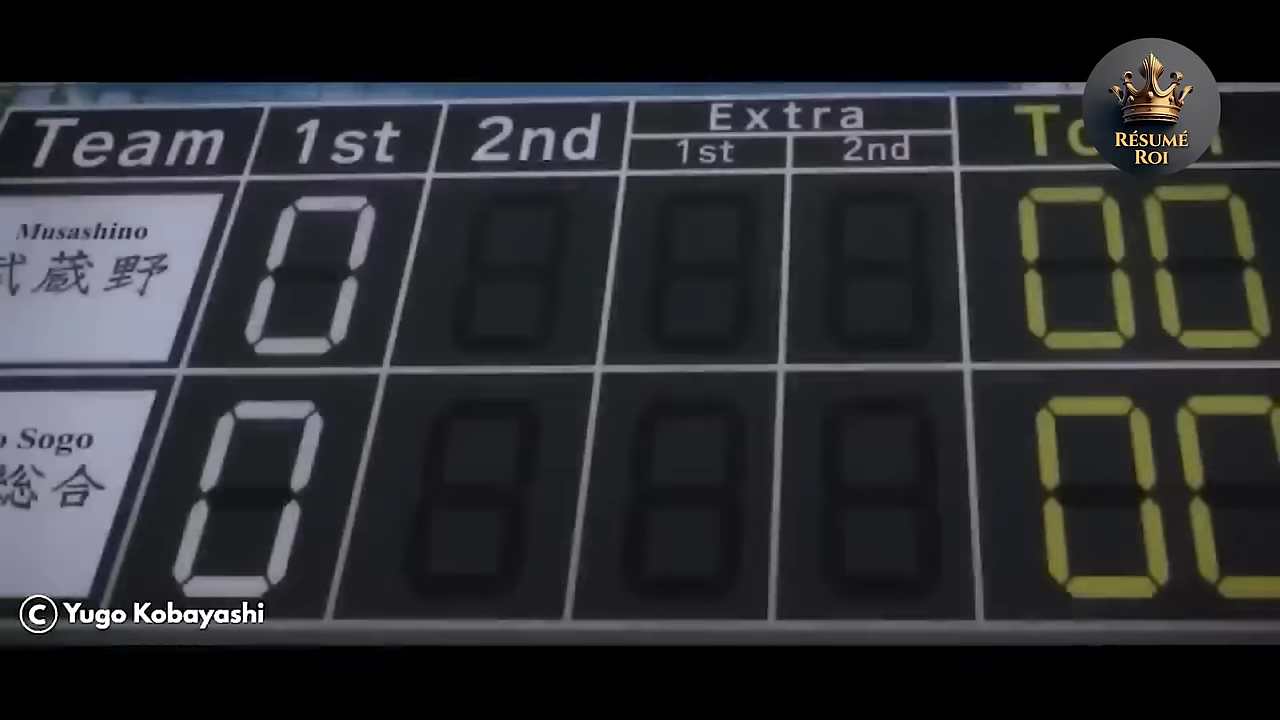 Team 1st 2nd Extra
1st 2nd
RÉSUMÉ
ROI
Musashino 0 00
蔵野
Sogo 0 00
総合
© Yugo Kobayashi